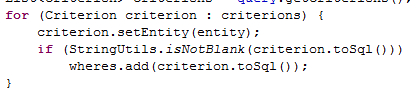 for (Criterion criterion : criterions) {
    criterion.setEntity(entity);
    if (StringUtils.isNotBlank(criterion.toSql()))
        wheres.add(criterion.toSql());
}